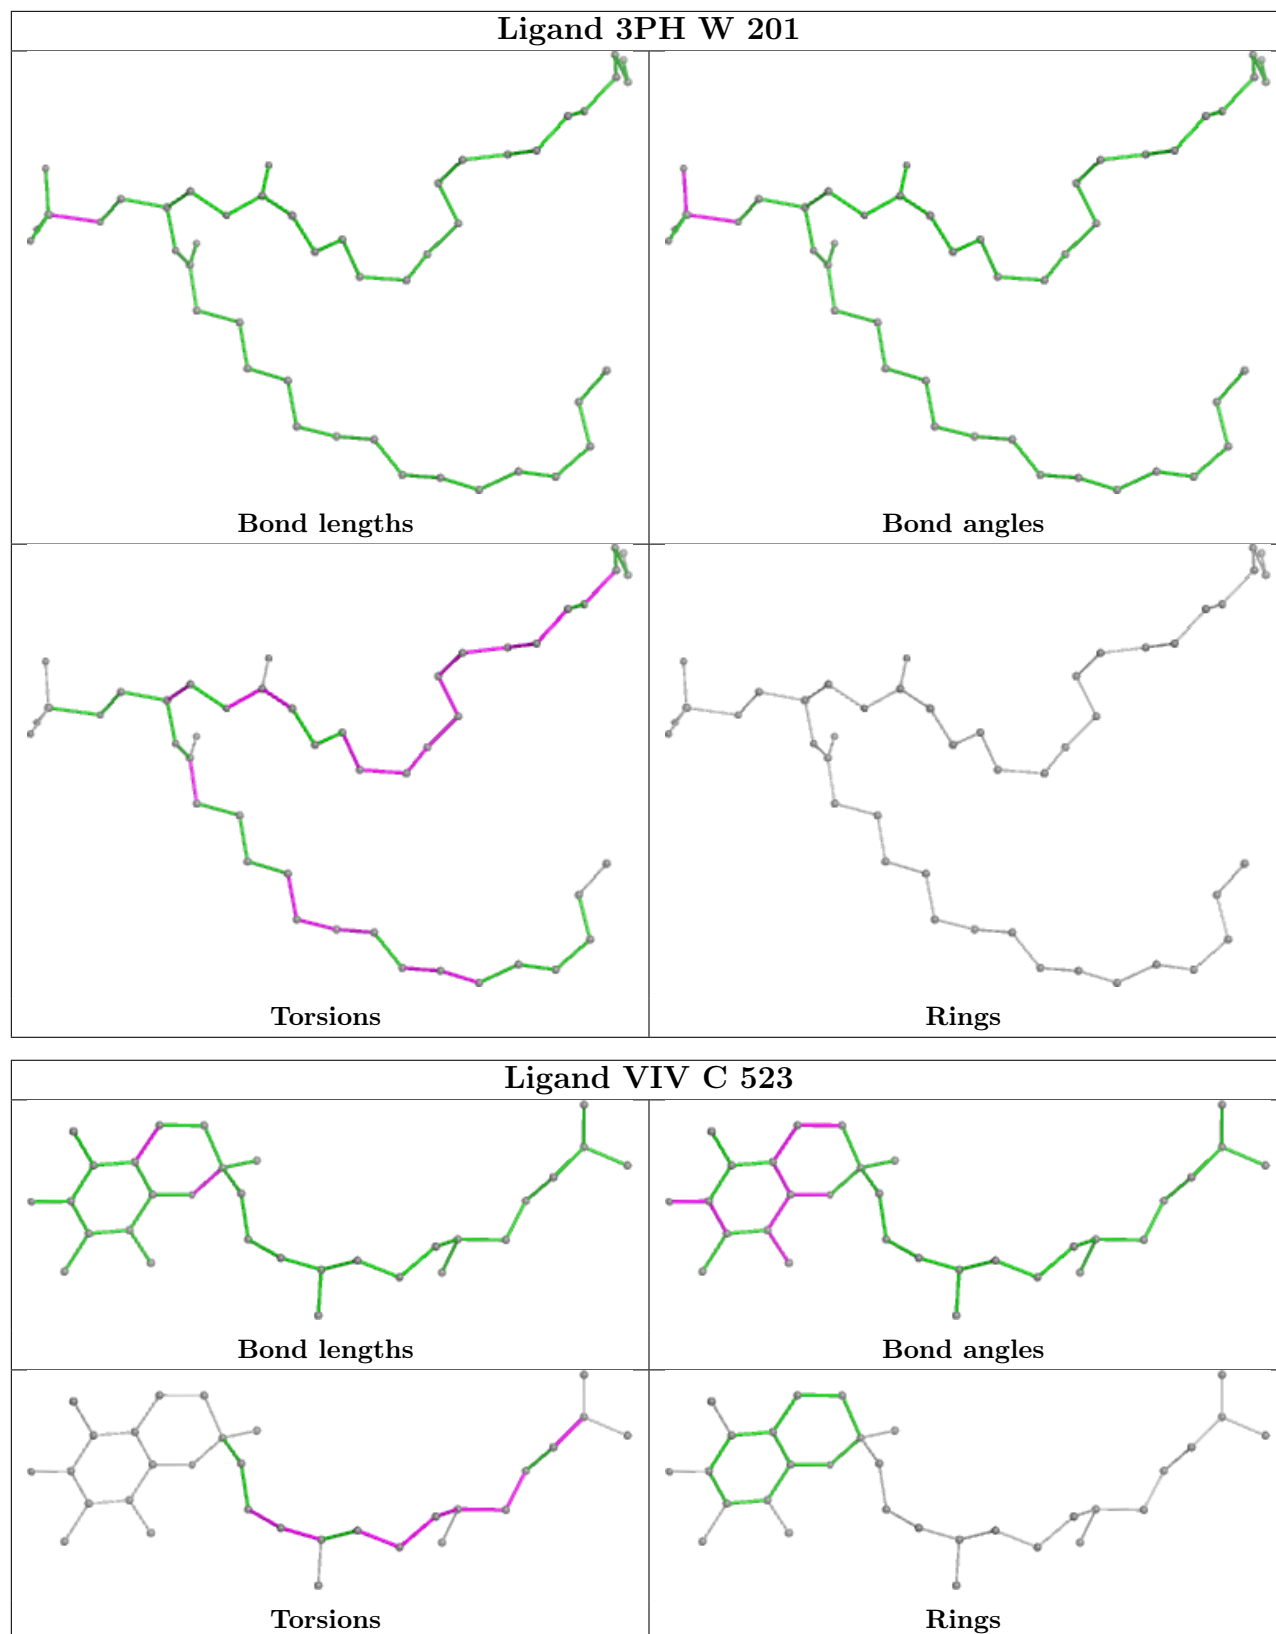 Ligand 3PH W 201
Bond lengths
Bond angles
Torsions
Rings
Ligand VIV C 523
Bond lengths
Bond angles
Torsions
Rings